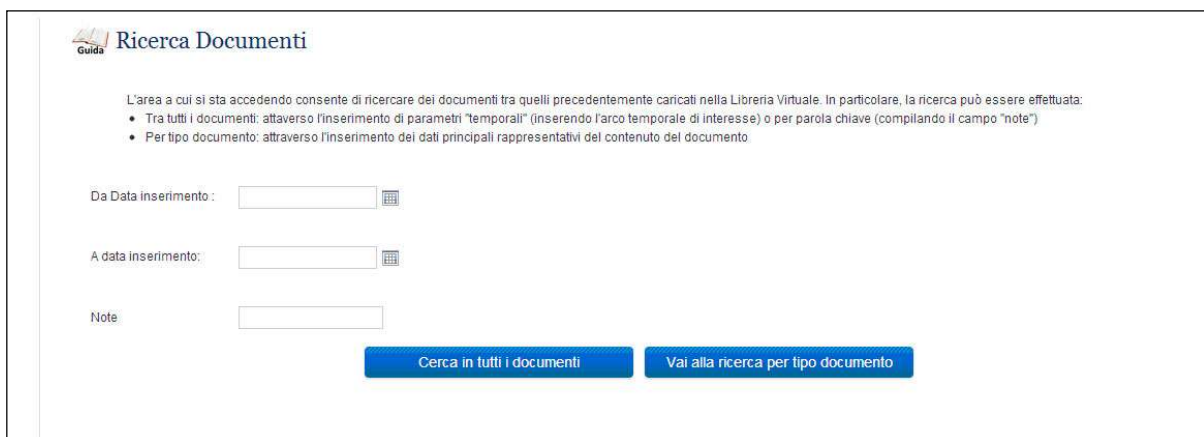 Guida Ricerca Documenti
L'area a cui si sta accedendo consente di ricercare dei documenti tra quelli precedentemente caricati nella Libreria Virtuale. In particolare, la ricerca può essere effettuata:
• Tra tutti i documenti: attaverso l'inserimento di parametri "temporali" (inserendo l'arco temporale di interesse) o per parola chiave (compilando il campo "note")
• Per tipo documento: attraverso l'inserimento dei dati principali rappresentativi del contenuto del documento
Da Data inserimento :
A data inserimento:
Note
Cerca in tutti i documenti Vai alla ricerca per tipo documento